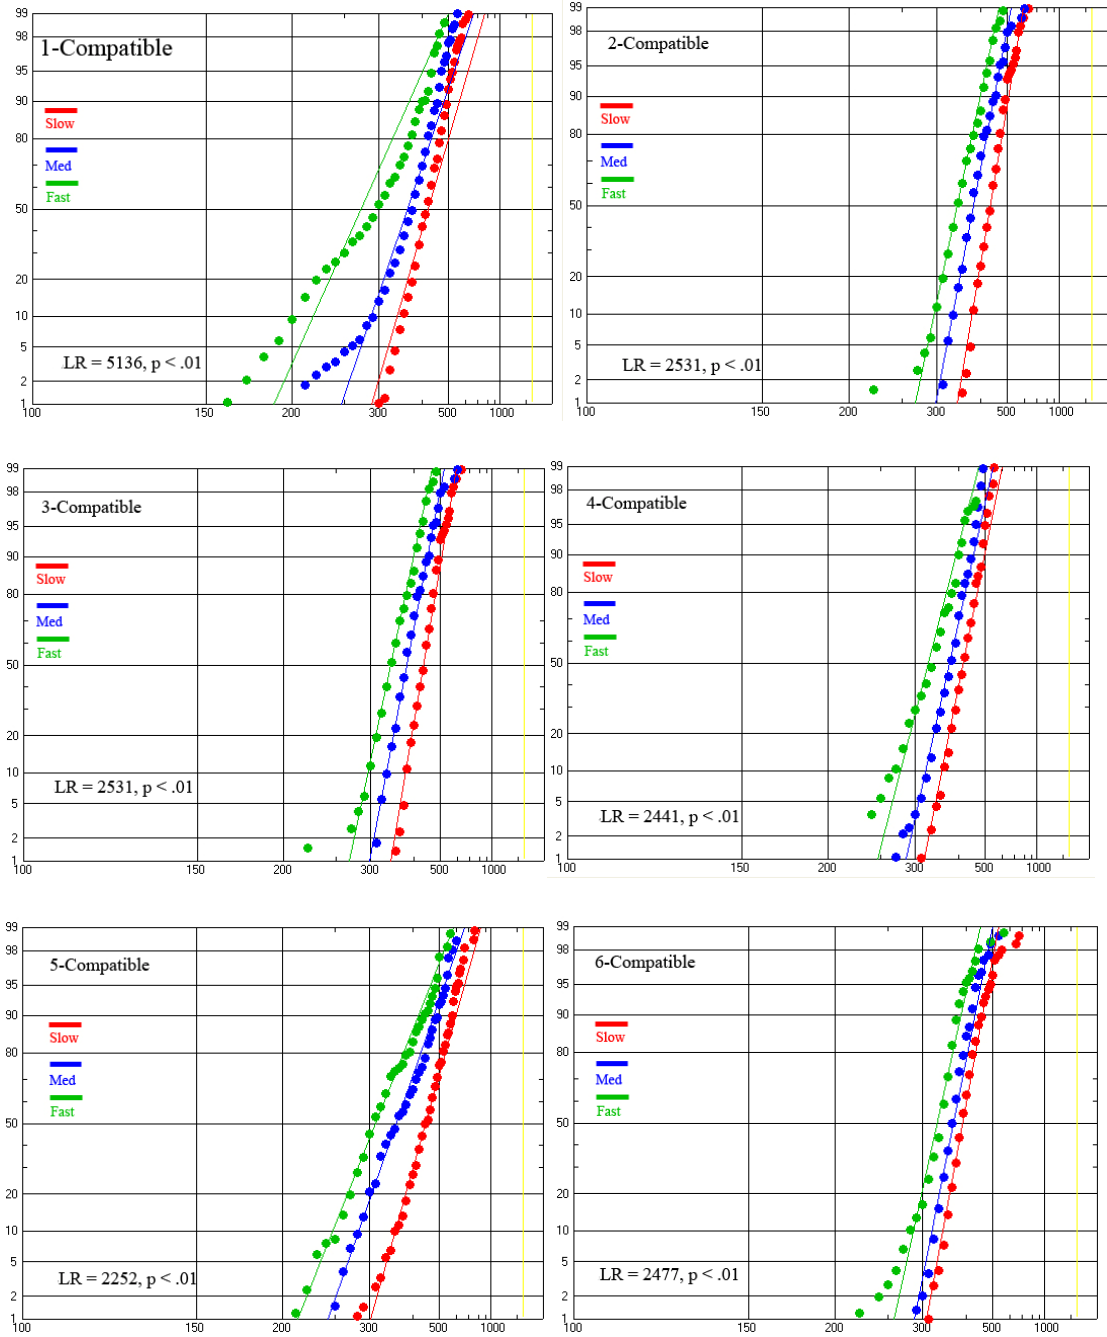 99
98
95
90
80
50
20
10
5
2
1
1-Compatible
Slow
Med
Fast
LR = 5136, p < .01
100 150 200 300 500 1000
99
98
95
90
80
50
20
10
5
2
1
2-Compatible
Slow
Med
Fast
LR = 2531, p < .01
100 150 200 300 500 1000
99
98
95
90
80
50
20
10
5
2
1
3-Compatible
Slow
Med
Fast
LR = 2531, p < .01
100 150 200 300 500 1000
99
98
95
90
80
50
20
10
5
2
1
4-Compatible
Slow
Med
Fast
LR = 2441, p < .01
100 150 200 300 500 1000
99
98
95
90
80
50
20
10
5
2
1
5-Compatible
Slow
Med
Fast
LR = 2252, p < .01
100 150 200 300 500 1000
99
98
95
90
80
50
20
10
5
2
1
6-Compatible
Slow
Med
Fast
LR = 2477, p < .01
100 150 200 300 500 1000